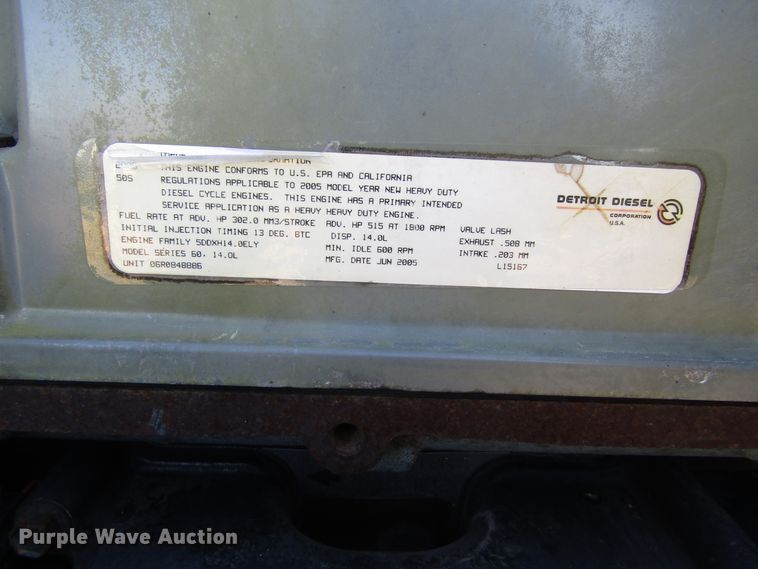 THIS ENGINE CONFORMS TO U.S. EPA AND CALIFORNIA
505 REGULATIONS APPLICABLE TO 2005 MODEL YEAR NEW HEAVY DUTY
DIESEL CYCLE ENGINES. THIS ENGINE HAS A PRIMARY INTENDED
SERVICE APPLICATION AS A HEAVY HEAVY DUTY ENGINE.
FUEL RATE AT ADV. HP 302.0 MM3/STROKE ADV. HP 515 AT 1800 RPM VALVE LASH
INITIAL INJECTION TIMING 13 DEG. BTC DISP. 14.0L EXHAUST .508 MM
ENGINE FAMILY 5DDXH14.0ELY MIN. IDLE 600 RPM INTAKE .203 MM
MODEL SERIES 60, 14.0L MFG. DATE JUN 2005 L15167
UNIT 06R0848886
DETROIT DIESEL
CORPORATION
U.S.A.
Purple Wave Auction